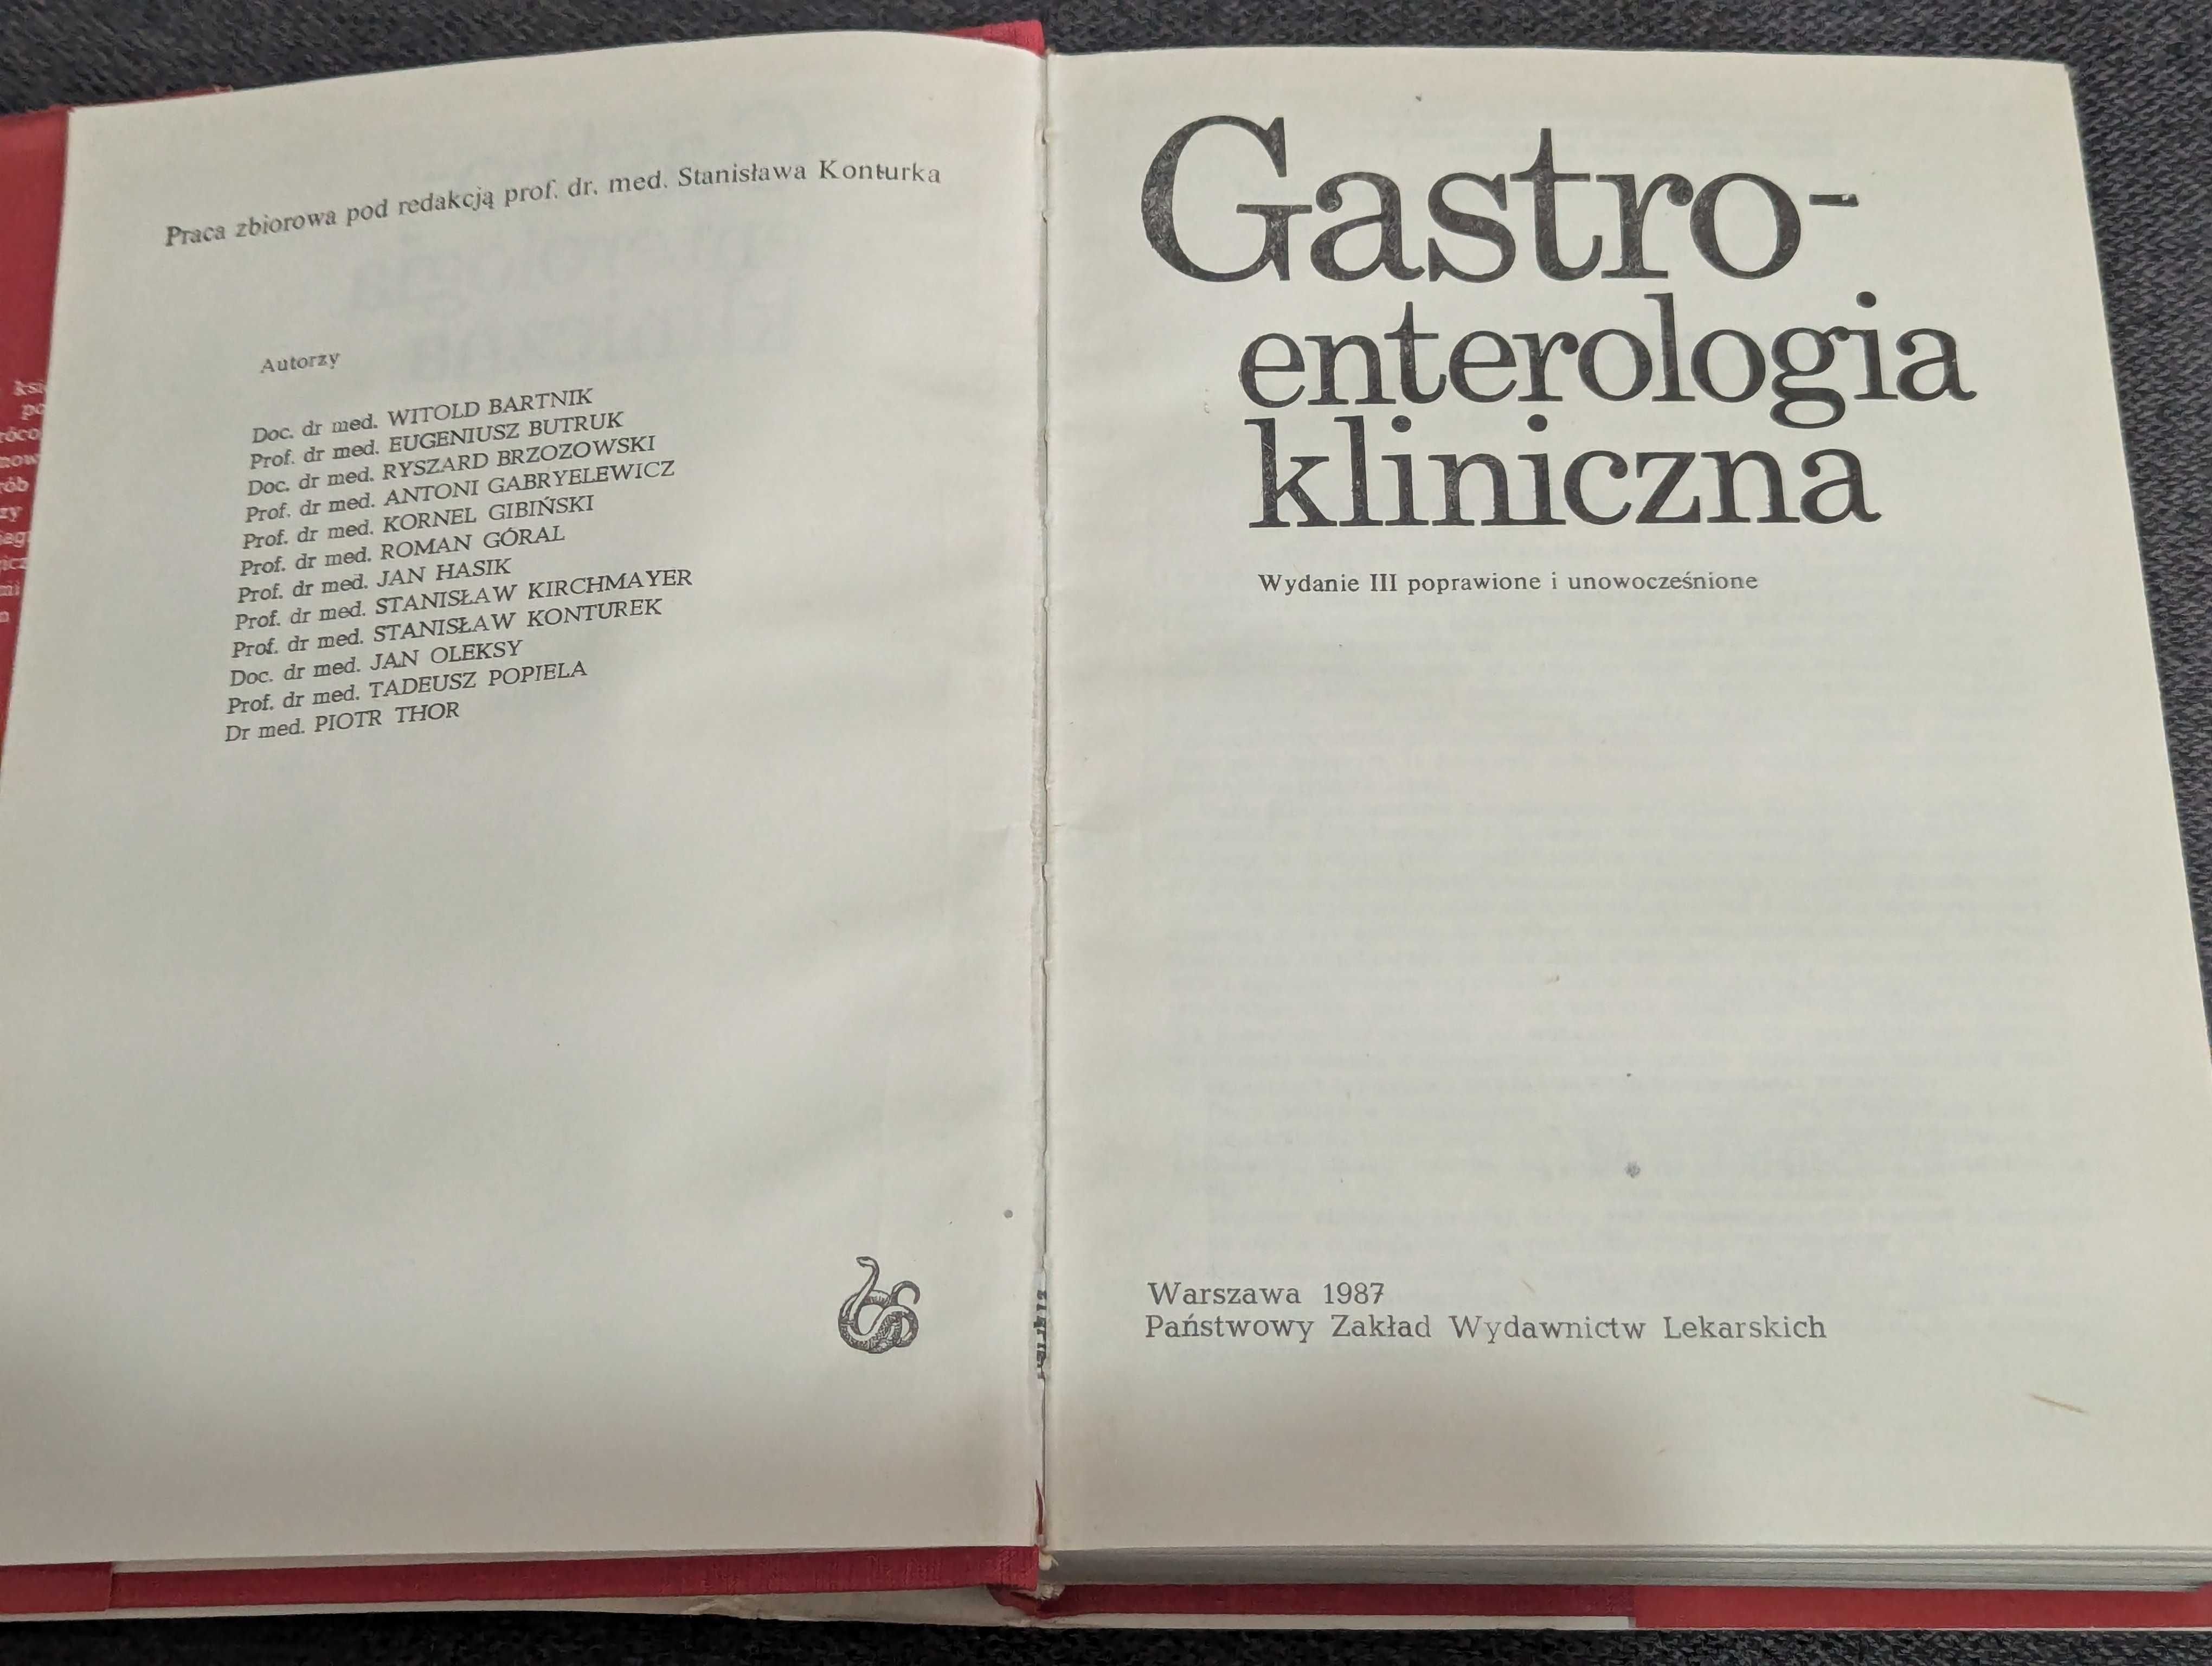 Praca zbiorowa pod redakcją prof. dr. med. Stanisława Konturka
Autorzy
Doc. dr med. WITOLD BARTNIK
Prof. dr med. EUGENIUSZ BUTRUK
Doc. dr med. RYSZARD BRZOZOWSKI
Prof. dr med. ANTONI GABRYELEWICZ
Prof. dr med. KORNEL GIBIŃSKI
Prof. dr med. ROMAN GÓRAL
Prof. dr med. JAN HASIK
Prof. dr med. STANISŁAW KIRCHMAYER
Prof. dr med. STANISŁAW KONTUREK
Doc. dr med. JAN OLEKSY
Prof. dr med. TADEUSZ POPIELA
Dr med. PIOTR THOR
Gastro-
enterologia
kliniczna
Wydanie III poprawione i unowocześnione
Warszawa 1987
Państwowy Zakład Wydawnictw Lekarskich